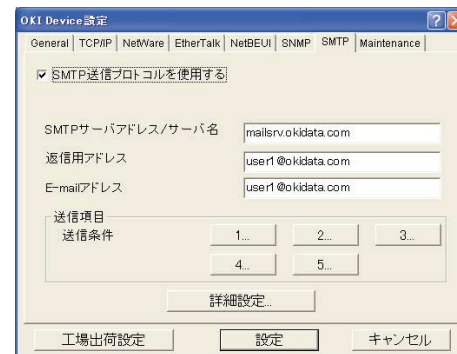 OKI Device設定
General TCP/IP NetWare EtherTalk NetBEUI SNMP SMTP Maintenance
SMTP送信プロトコルを使用する
SMTPサーバアドレス/サーバ名 mailsrv.okidata.com
返信用アドレス user1@okidata.com
E-mailアドレス user1@okidata.com
送信項目
送信条件 1... 2... 3...
4... 5...
詳細設定...
工場出荷設定 設定 キャンセル